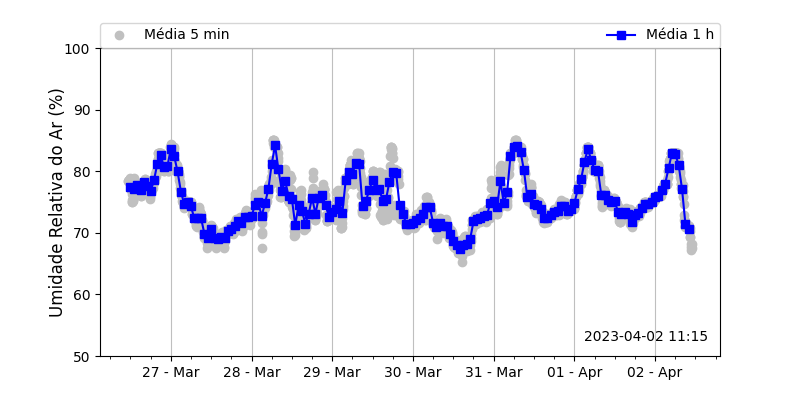 Média 5 min Média 1 h
Umidade Relativa do Ar (%)
100
90
80
70
60
50
2023-04-02 11:15
27 - Mar 28 - Mar 29 - Mar 30 - Mar 31 - Mar 01 - Apr 02 - Apr